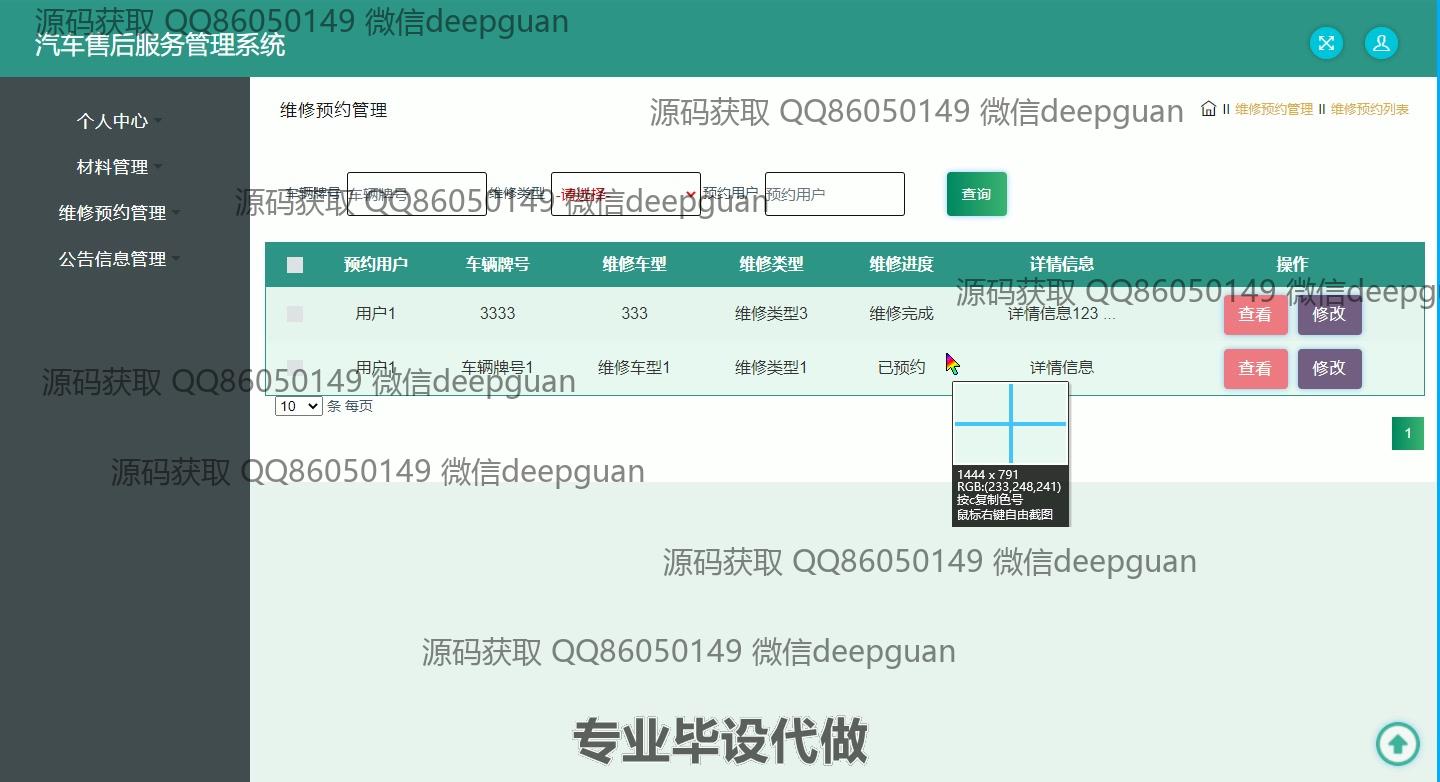 源码获取 QQ86050149 微信deepguan
汽车售后服务管理系统
个人中心
材料管理
维修预约管理
公告信息管理
维修预约管理
源码获取 QQ86050149 微信deepguan
II 维修预约管理 II 维修预约列表
车辆牌号 车辆牌号 维修类型 -请选择- 预约用户 预约用户 查询
源码获取 QQ86050149 微信deepguan
预约用户 车辆牌号 维修车型 维修类型 维修进度 详情信息 操作
源码获取 QQ86050149 微信deepg
用户1 3333 333 维修类型3 维修完成 详情信息123 ... 查看 修改
用户1 车辆牌号1 维修车型1 维修类型1 已预约 详情信息 查看 修改
源码获取 QQ86050149 微信deepguan
10 条 每页
1
源码获取 QQ86050149 微信deepguan
1444 x 791
RGB:(233,248,241)
按c复制色号
鼠标右键自由截图
源码获取 QQ86050149 微信deepguan
源码获取 QQ86050149 微信deepguan
专业毕设代做